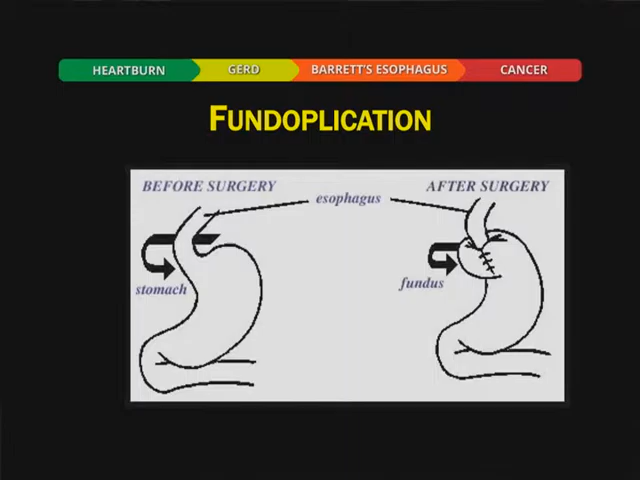 HEARTBURN
GERD
BARRETT'S ESOPHAGUS
CANCER
FUNDOPLICATION
BEFORE SURGERY
AFTER SURGERY
esophagus
stomach
fundus